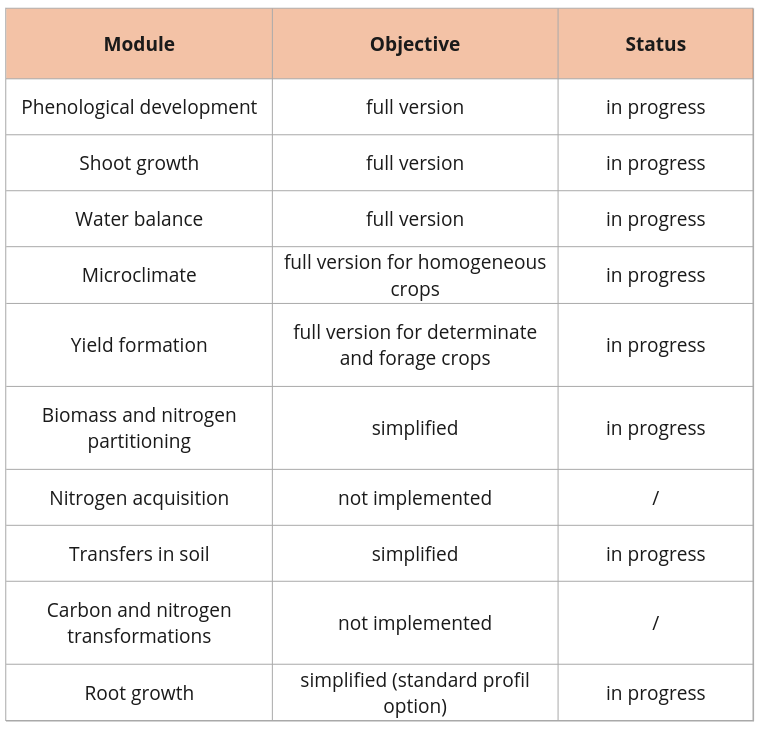 Module Objective Status
Phenological development full version in progress
Shoot growth full version in progress
Water balance full version in progress
Microclimate full version for homogeneous crops in progress
Yield formation full version for determinate and forage crops in progress
Biomass and nitrogen partitioning simplified in progress
Nitrogen acquisition not implemented /
Transfers in soil simplified in progress
Carbon and nitrogen transformations not implemented /
Root growth simplified (standard profil option) in progress